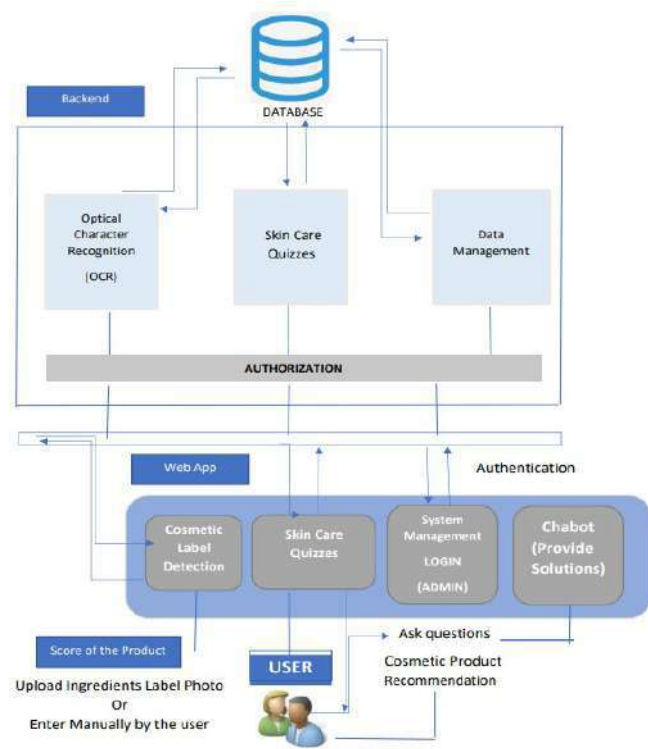 Backend
DATABASE
Optical
Character
Recognition
(OCR)
Skin Care
Quizzes
Data
Management
AUTHORIZATION
Web App
Authentication
Cosmetic
Label
Detection
Skin Care
Quizzes
System
Management
LOGIN
(ADMIN)
Chabot
(Provide
Solutions)
Score of the Product
Upload Ingredients Label Photo
Or
Enter Manually by the user
USER
Ask questions
Cosmetic Product
Recommendation